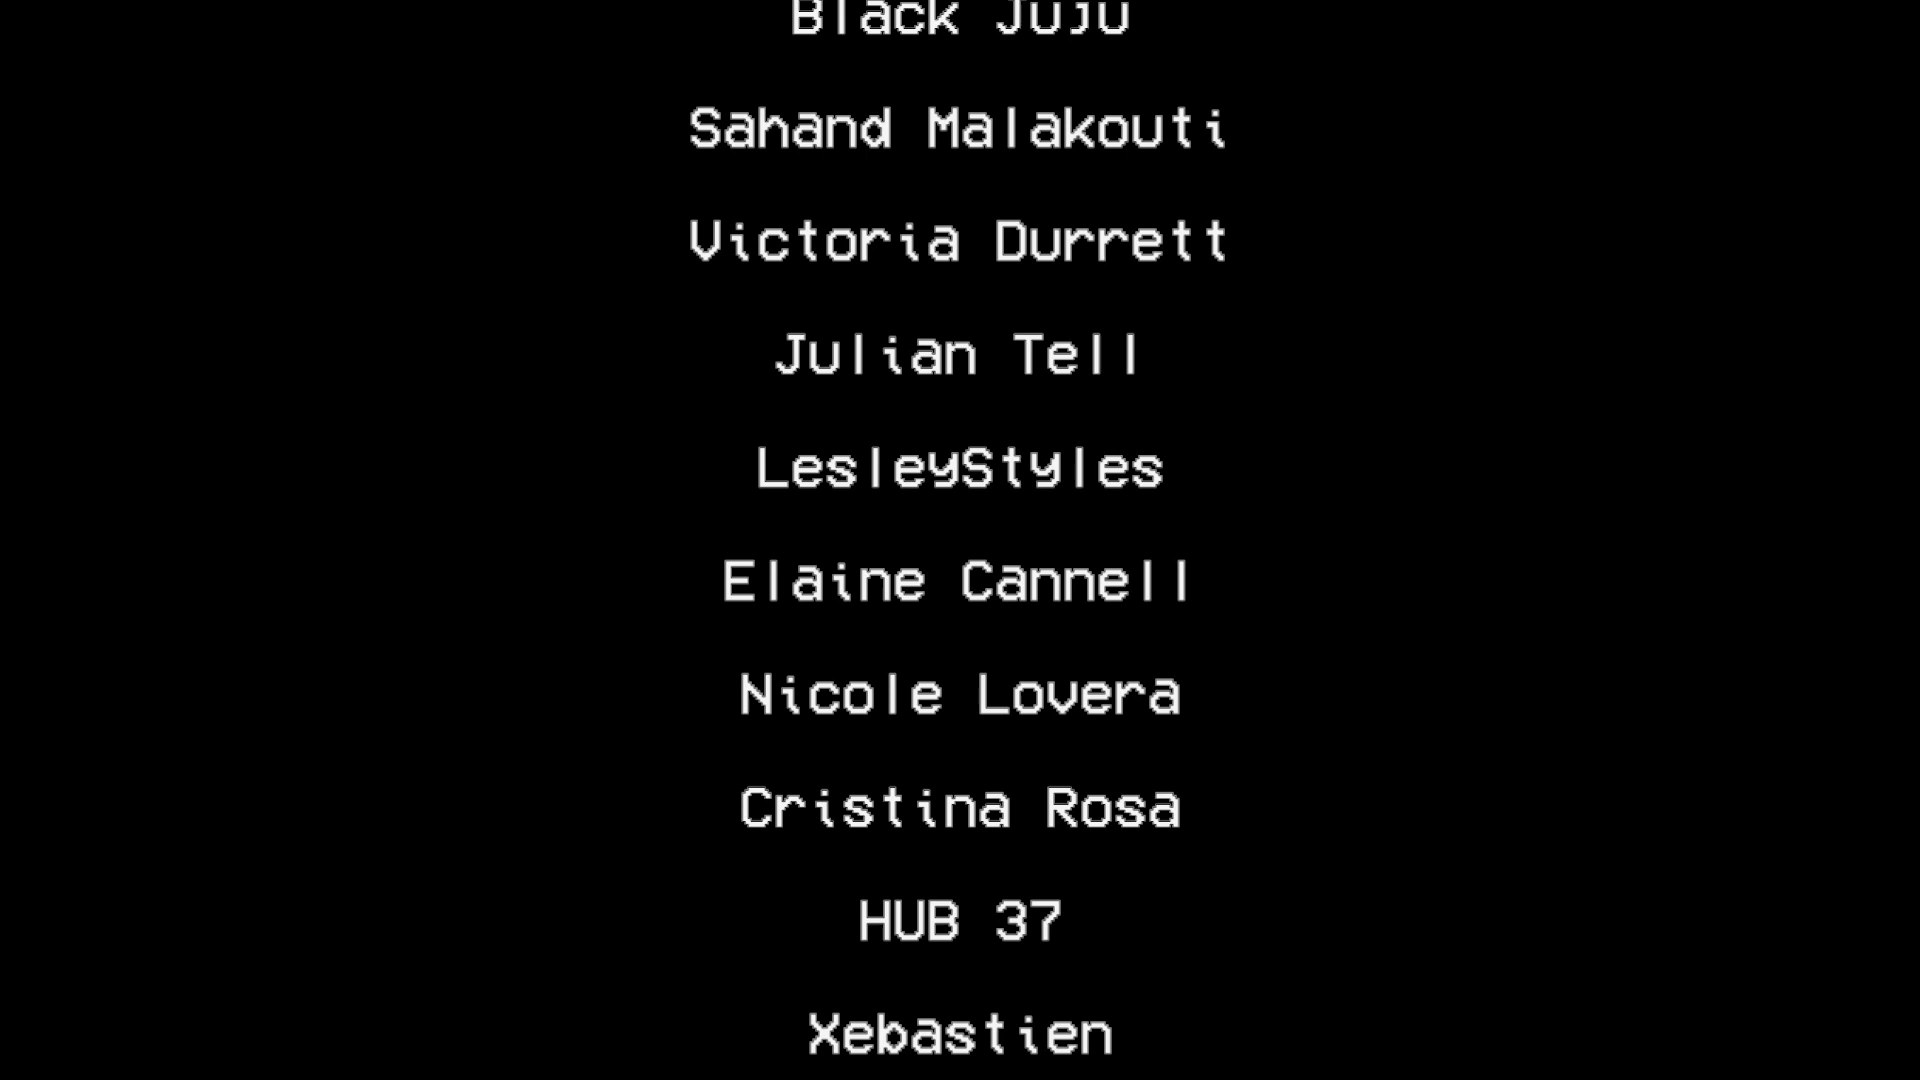 Black Juju
Sahand Malakouti
Victoria Durrett
Julian Tell
LesleyStyles
Elaine Cannell
Nicole Lovera
Cristina Rosa
HUB 37
Xebastien